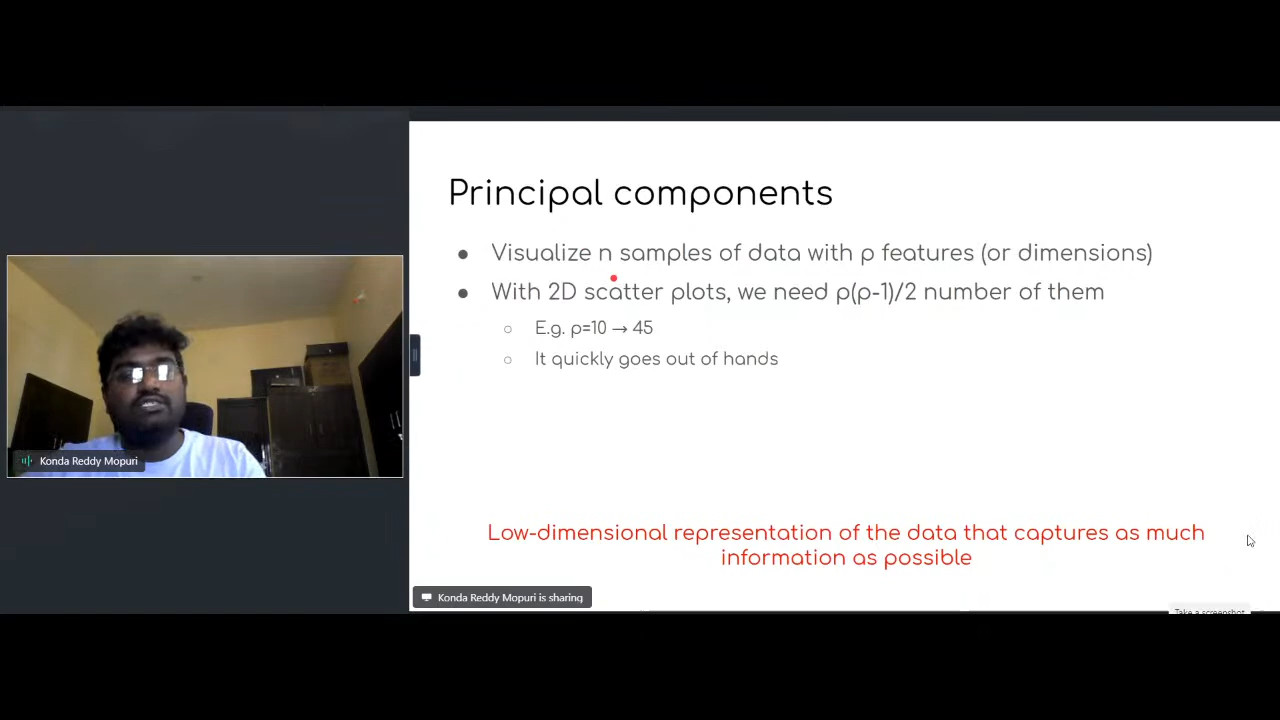 Principal components
● Visualize n samples of data with p features (or dimensions)
● With 2D scatter plots, we need p(p-1)/2 number of them
○ E.g. p=10 → 45
○ It quickly goes out of hands
Low-dimensional representation of the data that captures as much
information as possible
Konda Reddy Mopuri
Konda Reddy Mopuri is sharing
Take a screenshot